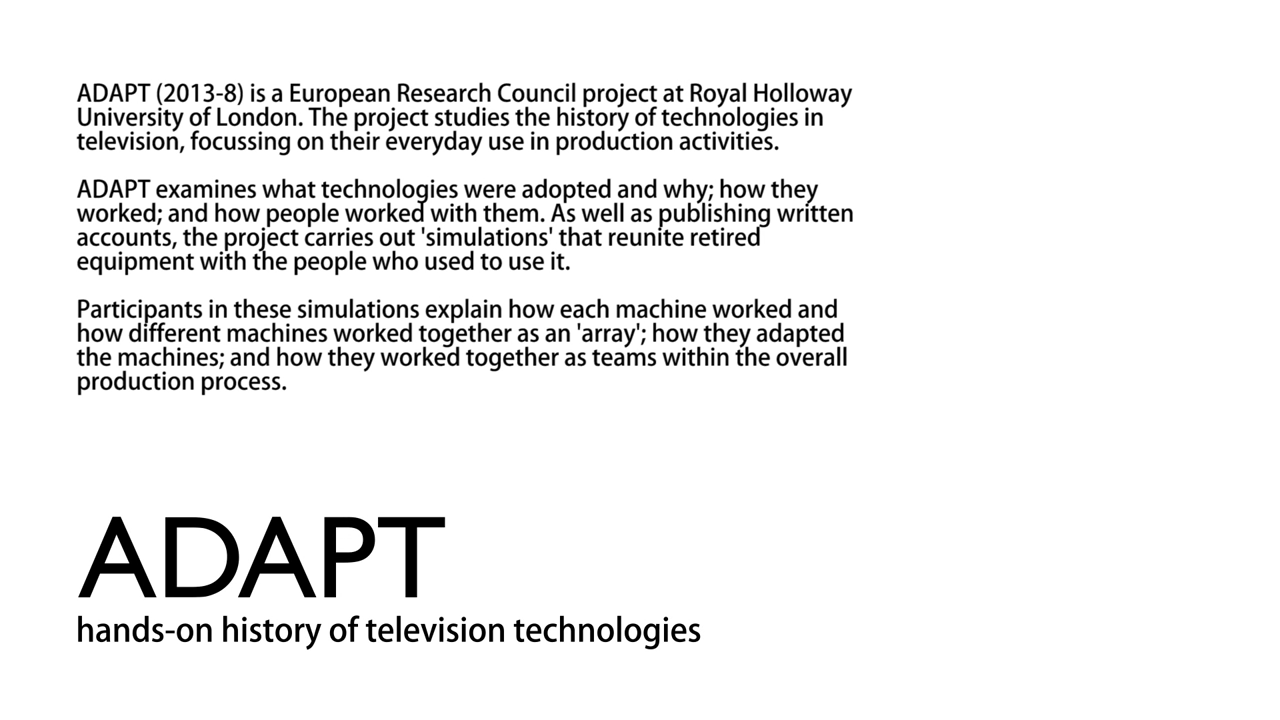 ADAPT (2013-8) is a European Research Council project at Royal Holloway
University of London. The project studies the history of technologies in
television, focussing on their everyday use in production activities.
ADAPT examines what technologies were adopted and why; how they
worked; and how people worked with them. As well as publishing written
accounts, the project carries out 'simulations' that reunite retired
equipment with the people who used to use it.
Participants in these simulations explain how each machine worked and
how different machines worked together as an 'array'; how they adapted
the machines; and how they worked together as teams within the overall
production process.
ADAPT
hands-on history of television technologies